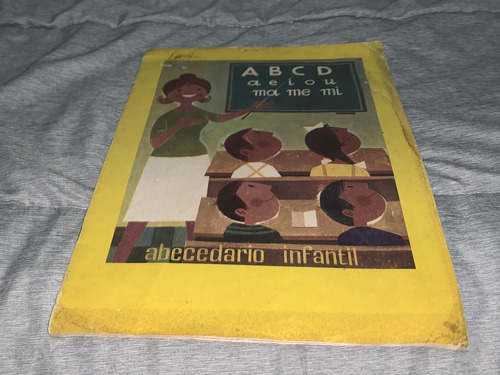 A B C D
a e i o u
ma me mi
abecedario infantil